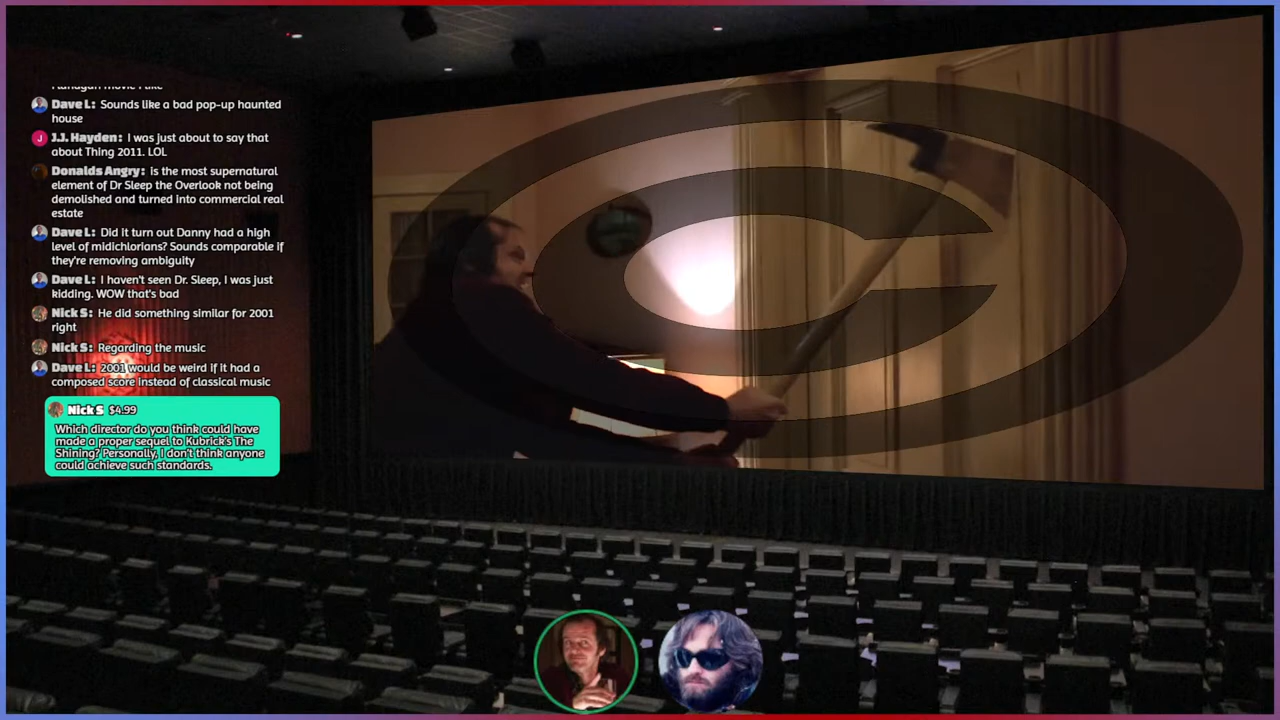 Flanagan movie I like
Dave L: Sounds like a bad pop-up haunted
house
J
J.J. Hayden: I was just about to say that
about Thing 2011. LOL
Donalds Angry: is the most supernatural
element of Dr Sleep the Overlook not being
demolished and turned into commercial real
estate
Dave L: Did it turn out Danny had a high
level of midichlorians? Sounds comparable if
they're removing ambiguity
Dave L: I haven't seen Dr. Sleep, I was just
kidding. WOW that's bad
Nick S: He did something similar for 2001
right
Nick S: Regarding the music
Dave L: 2001 would be weird if it had a
composed score instead of classical music
Nick S $4.99
Which director do you think could have
made a proper sequel to Kubrick's The
Shining? Personally, I don't think anyone
could achieve such standards.